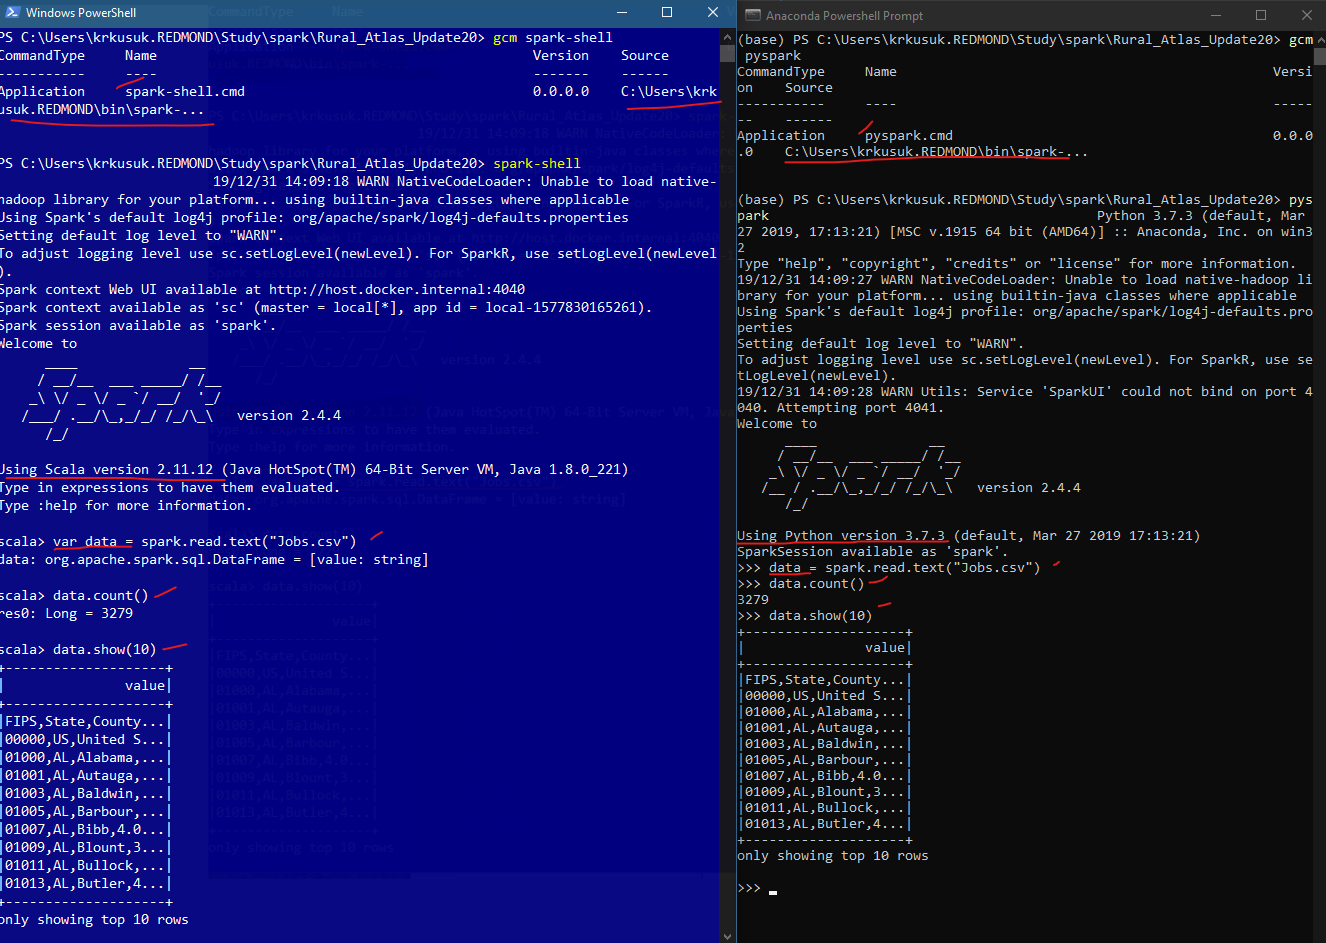 Windows PowerShell
PS C:\Users\krkusuk.REDMOND\Study\spark\Rural_Atlas_Update20> gcm spark-shell
CommandType     Name                                               Version    Source
-----------     ----                                               -------    ------
Application     spark-shell.cmd                                    0.0.0.0    C:\Users\krk
usuk.REDMOND\bin\spark-...
PS C:\Users\krkusuk.REDMOND\Study\spark\Rural_Atlas_Update20> spark-shell
19/12/31 14:09:18 WARN NativeCodeLoader: Unable to load native-
hadoop library for your platform... using builtin-java classes where applicable
Using Spark's default log4j profile: org/apache/spark/log4j-defaults.properties
Setting default log level to "WARN".
To adjust logging level use sc.setLogLevel(newLevel). For SparkR, use setLogLevel(newLevel
).
Spark context Web UI available at http://host.docker.internal:4040
Spark context available as 'sc' (master = local[*], app id = local-1577830165261).
Spark session available as 'spark'.
Welcome to
version 2.4.4
Using Scala version 2.11.12 (Java HotSpot(TM) 64-Bit Server VM, Java 1.8.0_221)
Type in expressions to have them evaluated.
Type :help for more information.
scala> var data = spark.read.text("Jobs.csv")
data: org.apache.spark.sql.DataFrame = [value: string]
scala> data.count()
res0: Long = 3279
scala> data.show(10)
+--------------------+
|               value|
+--------------------+
|FIPS,State,County...|
|00000,US,United S...|
|01000,AL,Alabama,...|
|01001,AL,Autauga,...|
|01003,AL,Baldwin,...|
|01005,AL,Barbour,...|
|01007,AL,Bibb,4.0...|
|01009,AL,Blount,3...|
|01011,AL,Bullock,...|
|01013,AL,Butler,4...|
+--------------------+
only showing top 10 rows
Anaconda Powershell Prompt
(base) PS C:\Users\krkusuk.REDMOND\Study\spark\Rural_Atlas_Update20> gcm
pyspark
CommandType     Name                                               Versi
on    Source
-----------     ----                                               -----
--    ------
Application     pyspark.cmd                                        0.0.0
.0    C:\Users\krkusuk.REDMOND\bin\spark-...
(base) PS C:\Users\krkusuk.REDMOND\Study\spark\Rural_Atlas_Update20> pys
park                                         Python 3.7.3 (default, Mar
27 2019, 17:13:21) [MSC v.1915 64 bit (AMD64)] :: Anaconda, Inc. on win3
2
Type "help", "copyright", "credits" or "license" for more information.
19/12/31 14:09:27 WARN NativeCodeLoader: Unable to load native-hadoop li
brary for your platform... using builtin-java classes where applicable
Using Spark's default log4j profile: org/apache/spark/log4j-defaults.pro
perties
Setting default log level to "WARN".
To adjust logging level use sc.setLogLevel(newLevel). For SparkR, use se
tLogLevel(newLevel).
19/12/31 14:09:28 WARN Utils: Service 'SparkUI' could not bind on port 4
040. Attempting port 4041.
Welcome to
version 2.4.4
Using Python version 3.7.3 (default, Mar 27 2019 17:13:21)
SparkSession available as 'spark'.
>>> data = spark.read.text("Jobs.csv")
>>> data.count()
3279
>>> data.show(10)
+--------------------+
|               value|
+--------------------+
|FIPS,State,County...|
|00000,US,United S...|
|01000,AL,Alabama,...|
|01001,AL,Autauga,...|
|01003,AL,Baldwin,...|
|01005,AL,Barbour,...|
|01007,AL,Bibb,4.0...|
|01009,AL,Blount,3...|
|01011,AL,Bullock,...|
|01013,AL,Butler,4...|
+--------------------+
only showing top 10 rows
>>>